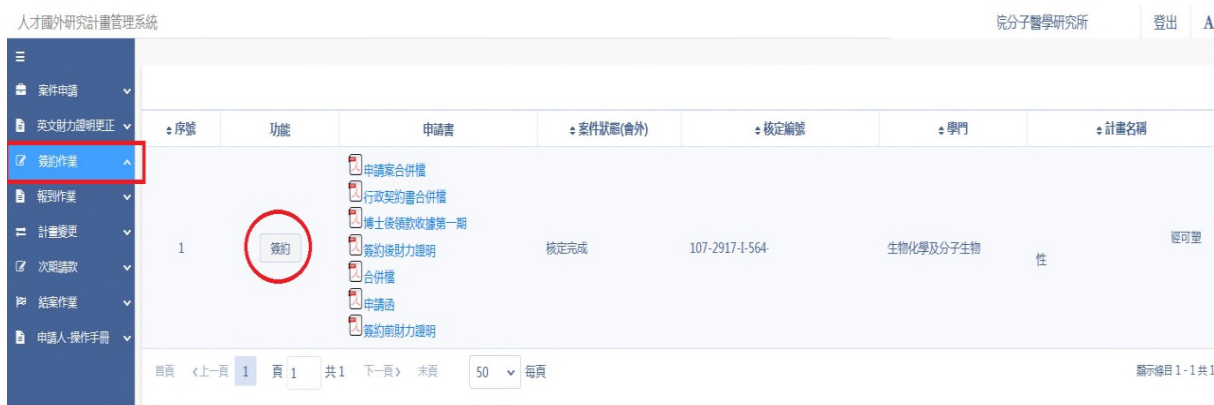 人才國外研究計畫管理系統
院分子醫學研究所 登出 A
案件申請
英文財力證明更正
簽約作業
報到作業
計畫變更
次期請款
結案作業
申請人-操作手冊
序號 功能 申請書 案件狀態(會外) 核定編號 學門 計畫名稱
申請案合併檔
行政契約書合併檔
博士後領款收據第一期
1 簽約 簽約後財力證明 核定完成 107-2917-I-564- 生物化學及分子生物 經可塑
性
合併檔
申請函
簽約前財力證明
首頁 《上一頁 1 頁 1 共1 下一頁》 末頁 50 每頁 顯示條目 1 - 1 共 1